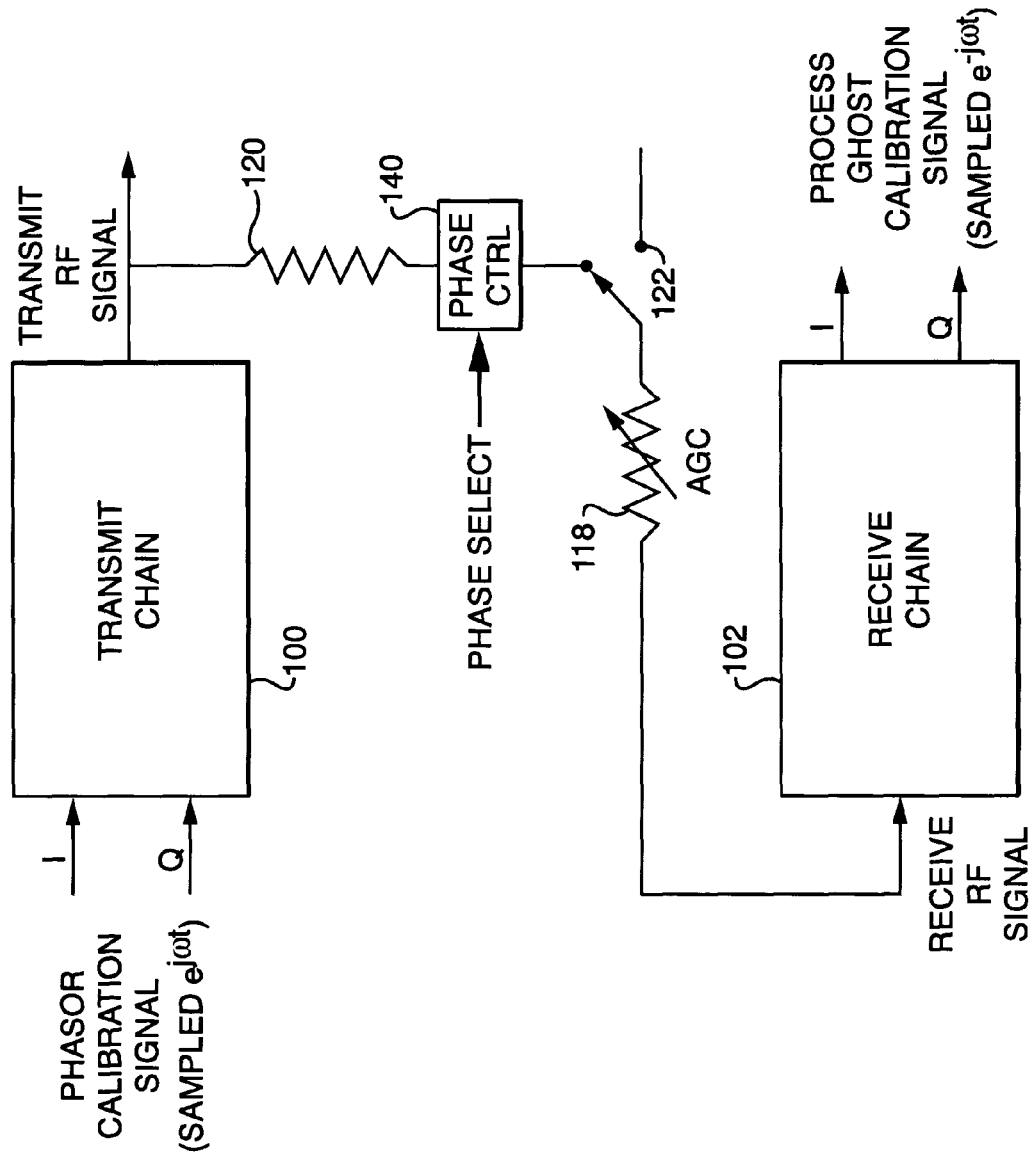 PHASOR
CALIBRATION
SIGNAL
(SAMPLED e^jωt)
I
Q
TRANSMIT
CHAIN
100
TRANSMIT
RF
SIGNAL
120
PHASE SELECT
PHASE
CTRL
140
122
118
AGC
RECEIVE
RF
SIGNAL
RECEIVE
CHAIN
102
I
Q
PROCESS
GHOST
CALIBRATION
SIGNAL
(SAMPLED e^-jωt)